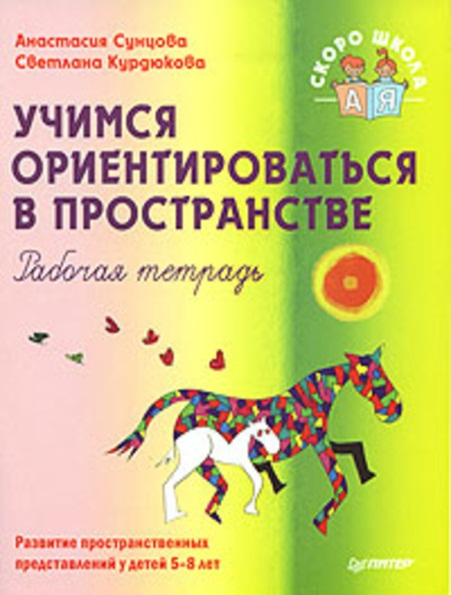 Анастасия Сунцова
Светлана Курдюкова
СКОРО ШКОЛА
А Я
УЧИМСЯ
ОРИЕНТИРОВАТЬСЯ
В ПРОСТРАНСТВЕ
Рабочая тетрадь
Развитие пространственных
представлений у детей 5-8 лет
ПИТЕР